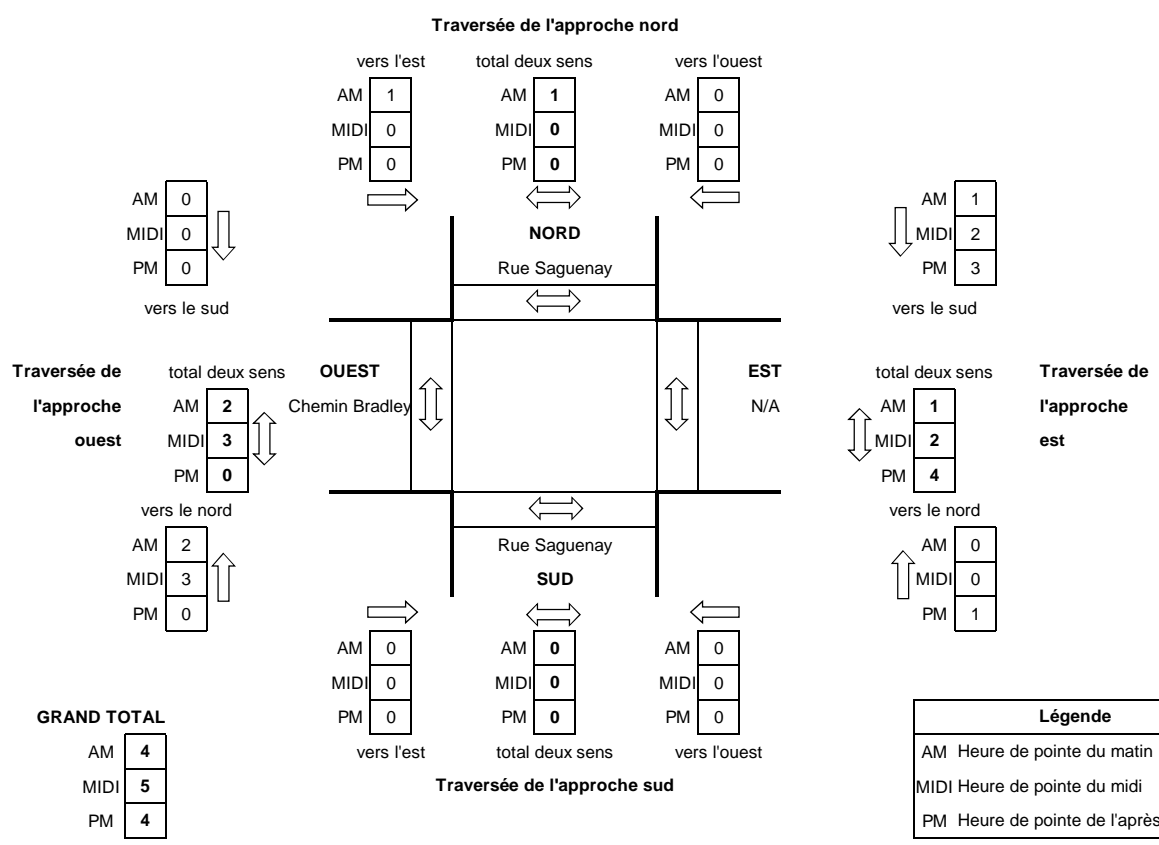 Traversée de l'approche nord
vers l'est total deux sens vers l'ouest
AM 1 AM 1 AM 0
MIDI 0 MIDI 0 MIDI 0
PM 0 PM 0 PM 0
AM 0 AM 1
MIDI 0 MIDI 2
PM 0 PM 3
vers le sud vers le sud
NORD
Rue Saguenay
Traversée de total deux sens OUEST EST total deux sens Traversée de
l'approche AM 2 Chemin Bradley N/A AM 1 l'approche
ouest MIDI 3 MIDI 2 est
PM 0 PM 4
vers le nord vers le nord
AM 2 Rue Saguenay AM 0
MIDI 3 SUD MIDI 0
PM 0 PM 1
AM 0 AM 0 AM 0
MIDI 0 MIDI 0 MIDI 0
PM 0 PM 0 PM 0
vers l'est total deux sens vers l'ouest
Traversée de l'approche sud
GRAND TOTAL
AM 4
MIDI 5
PM 4
Légende
AM Heure de pointe du matin
MIDI Heure de pointe du midi
PM Heure de pointe de l'après